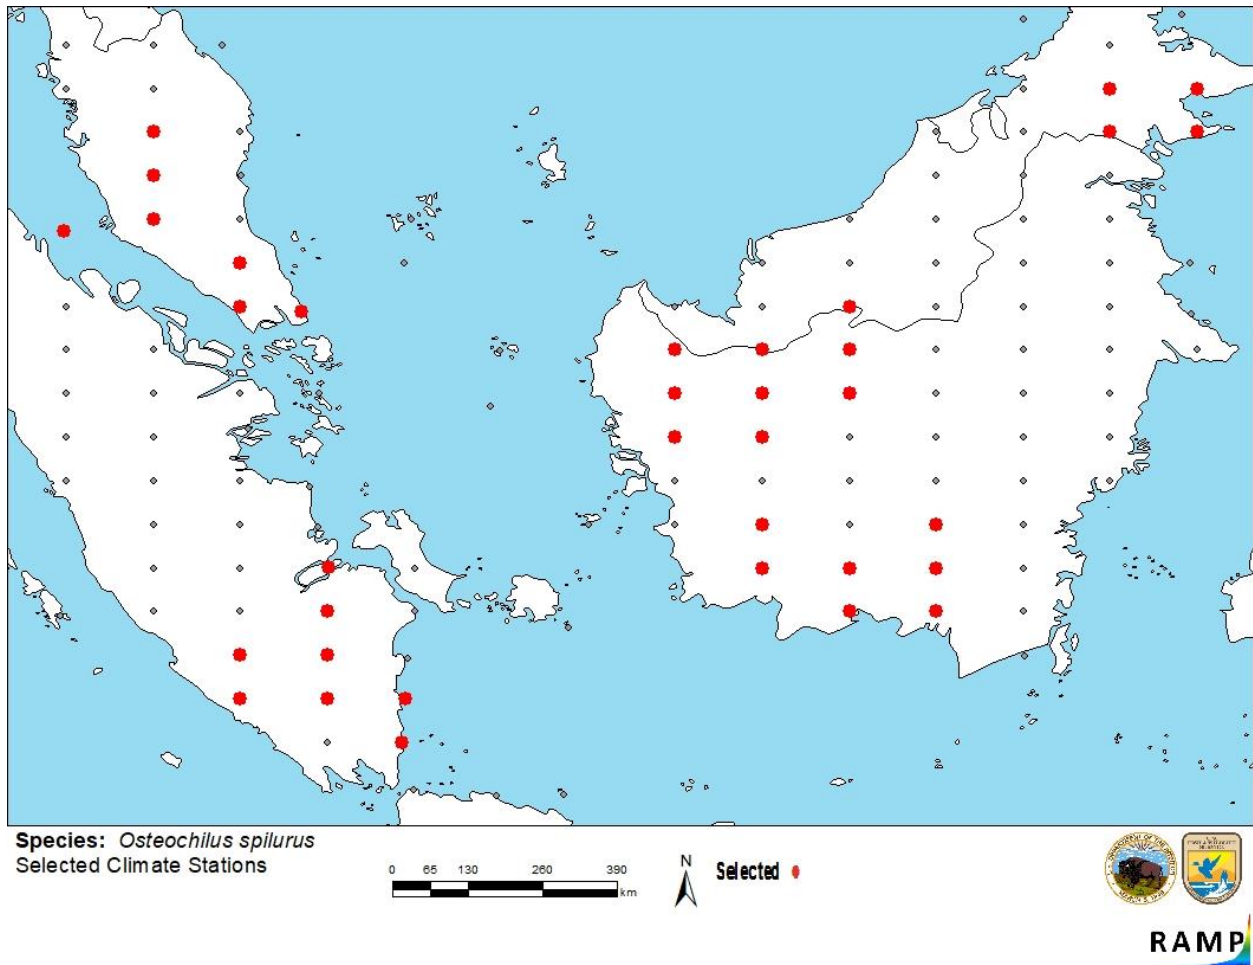 Species: Osteochilus spilurus
Selected Climate Stations
0 65 130 260 390
km
N
Selected
RAMP